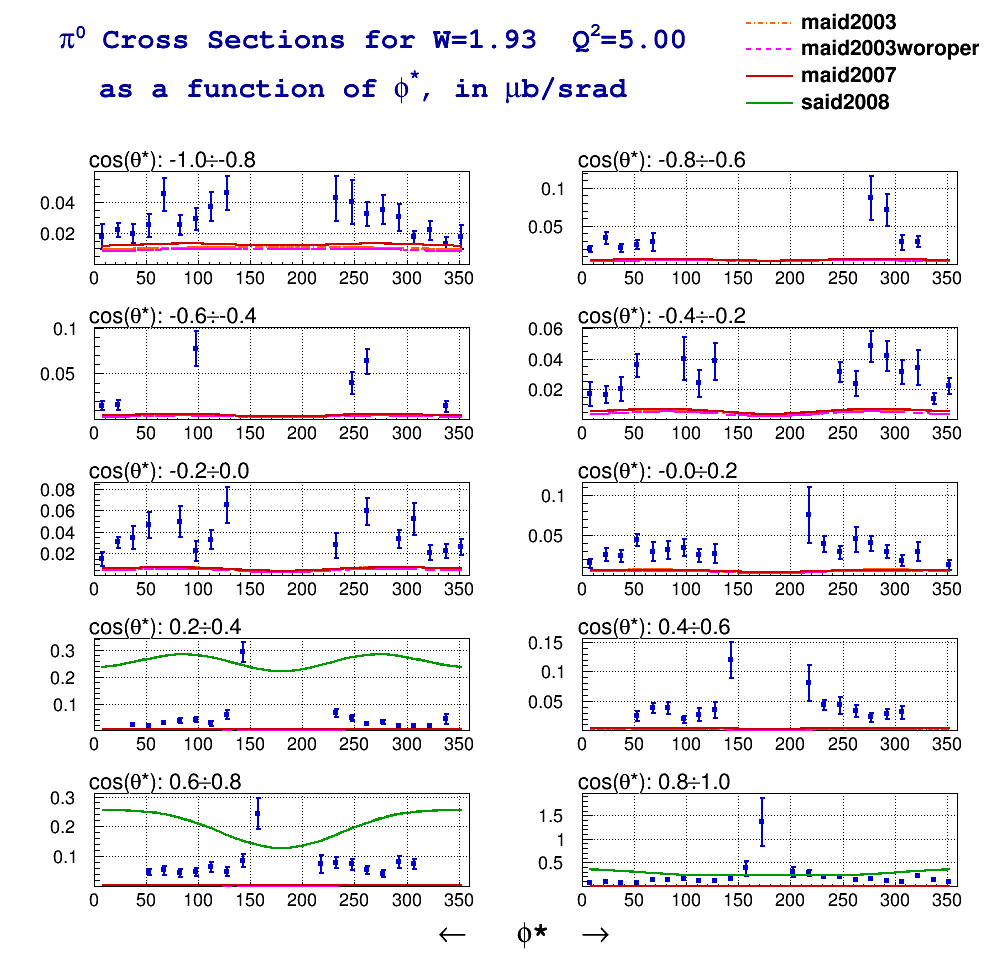 π⁰ Cross Sections for W=1.93 Q²=5.00
as a function of ϕ*, in μb/srad
maid2003
maid2003woroper
maid2007
said2008
cos(θ*): -1.0÷-0.8
0.04
0.02
0 50 100 150 200 250 300 350
cos(θ*): -0.8÷-0.6
0.1
0.05
0 50 100 150 200 250 300 350
cos(θ*): -0.6÷-0.4
0.1
0.05
0 50 100 150 200 250 300 350
cos(θ*): -0.4÷-0.2
0.06
0.04
0.02
0 50 100 150 200 250 300 350
cos(θ*): -0.2÷0.0
0.08
0.06
0.04
0.02
0 50 100 150 200 250 300 350
cos(θ*): -0.0÷0.2
0.1
0.05
0 50 100 150 200 250 300 350
cos(θ*): 0.2÷0.4
0.3
0.2
0.1
0 50 100 150 200 250 300 350
cos(θ*): 0.4÷0.6
0.15
0.1
0.05
0 50 100 150 200 250 300 350
cos(θ*): 0.6÷0.8
0.3
0.2
0.1
0 50 100 150 200 250 300 350
cos(θ*): 0.8÷1.0
1.5
1
0.5
0 50 100 150 200 250 300 350
← ϕ* →